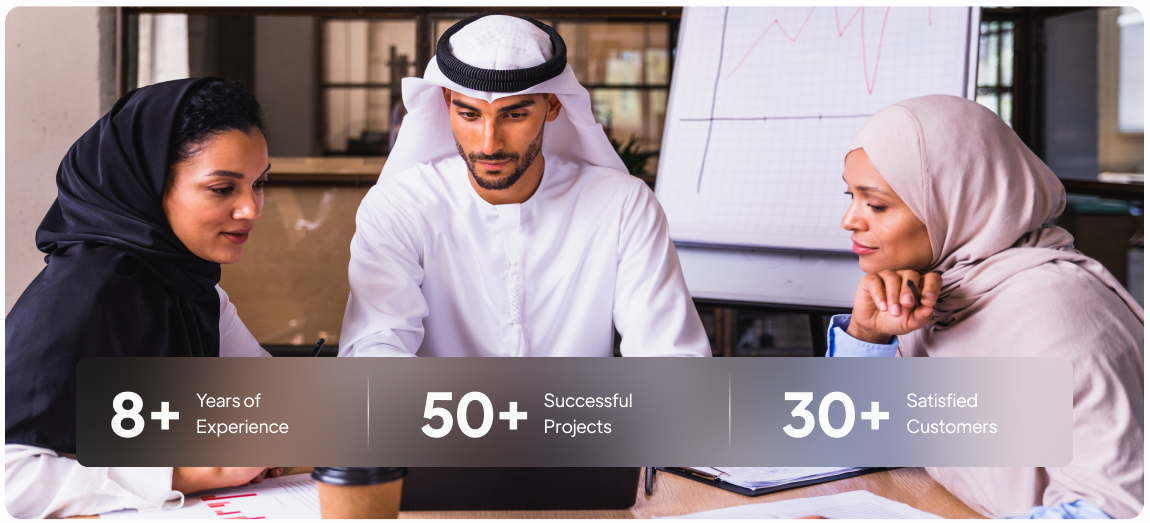 8+
Years of
Experience
50+
Successful
Projects
30+
Satisfied
Customers